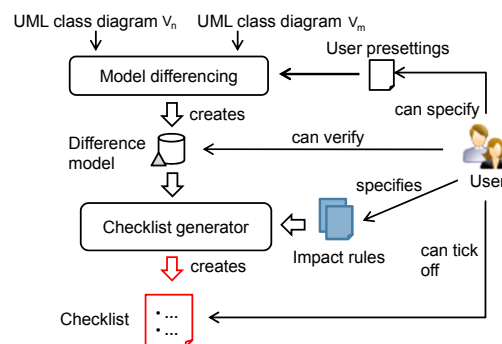 UML class diagram Vn
UML class diagram Vm
User presettings
Model differencing
can specify
creates
Difference
model
can verify
User
specifies
Checklist generator
Impact rules
can tick
off
creates
Checklist
• ...
• ...